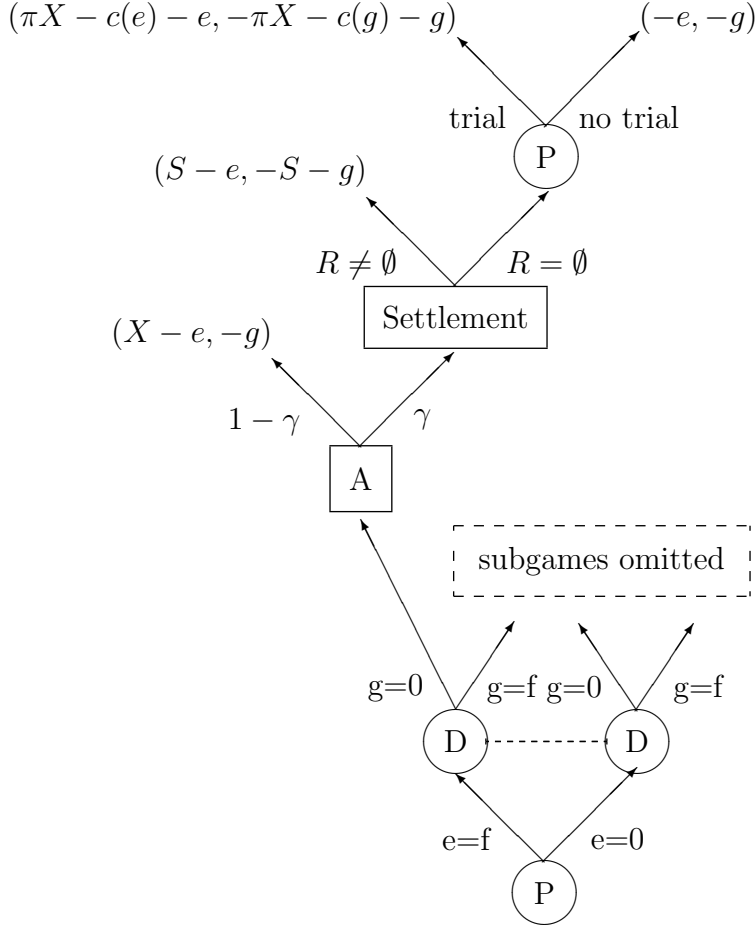 (πX − c(e) − e, −πX − c(g) − g)
(−e, −g)
trial
no trial
P
(S − e, −S − g)
R ≠ ∅
R = ∅
Settlement
(X − e, −g)
1 − γ
γ
A
subgames omitted
g=0
g=f
g=0
g=f
D
D
e=f
e=0
P